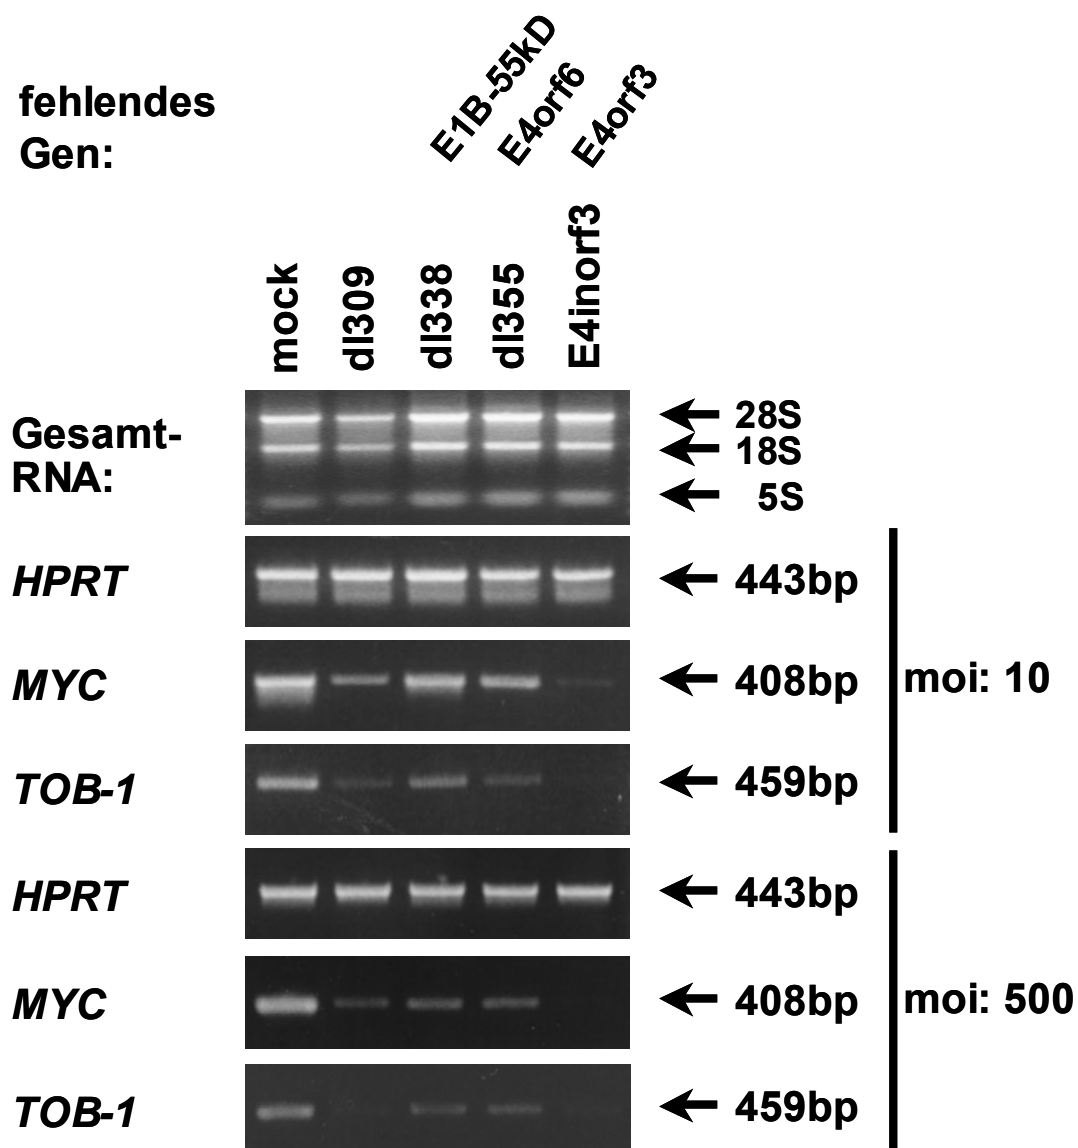 fehlendes
Gen:
E1B-55kD
E4orf6
E4orf3
mock
dl309
dl338
dl355
E4inorf3
Gesamt-
RNA:
28S
18S
5S
HPRT
443bp
MYC
408bp
moi: 10
TOB-1
459bp
HPRT
443bp
MYC
408bp
moi: 500
TOB-1
459bp